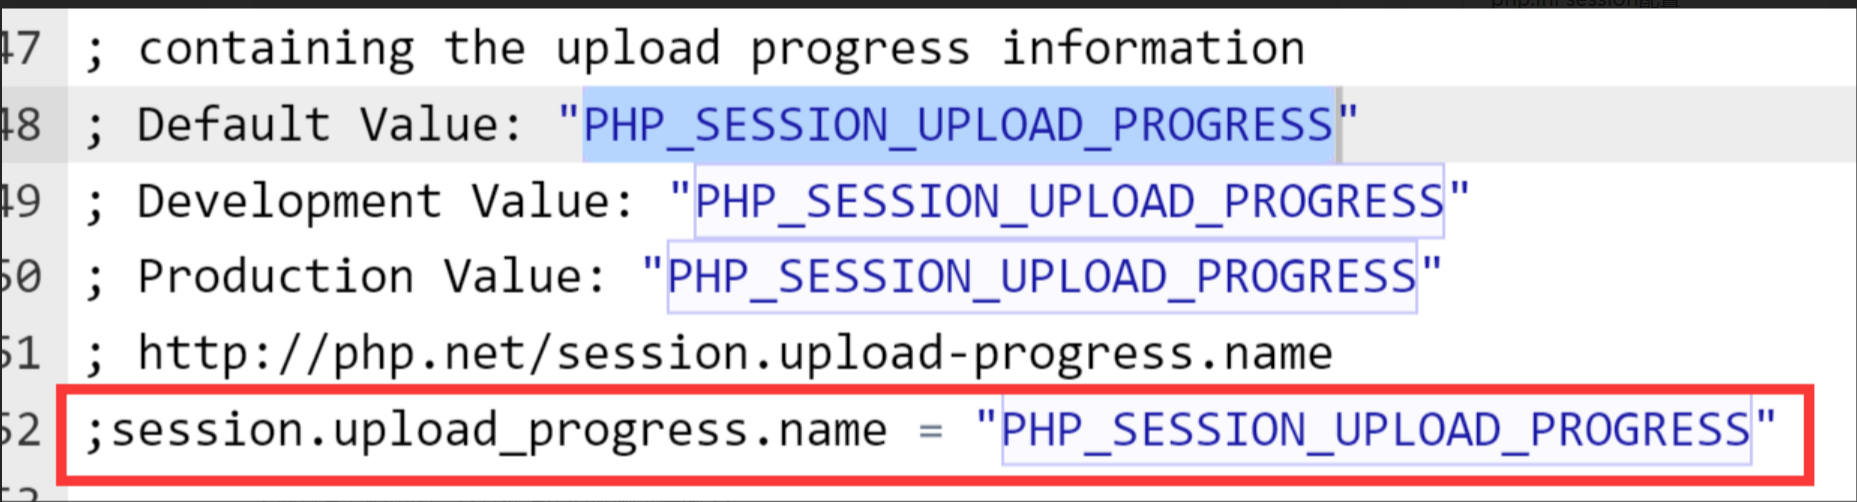 47 ; containing the upload progress information
48 ; Default Value: "PHP_SESSION_UPLOAD_PROGRESS"
49 ; Development Value: "PHP_SESSION_UPLOAD_PROGRESS"
50 ; Production Value: "PHP_SESSION_UPLOAD_PROGRESS"
51 ; http://php.net/session.upload-progress.name
52 ;session.upload_progress.name = "PHP_SESSION_UPLOAD_PROGRESS"